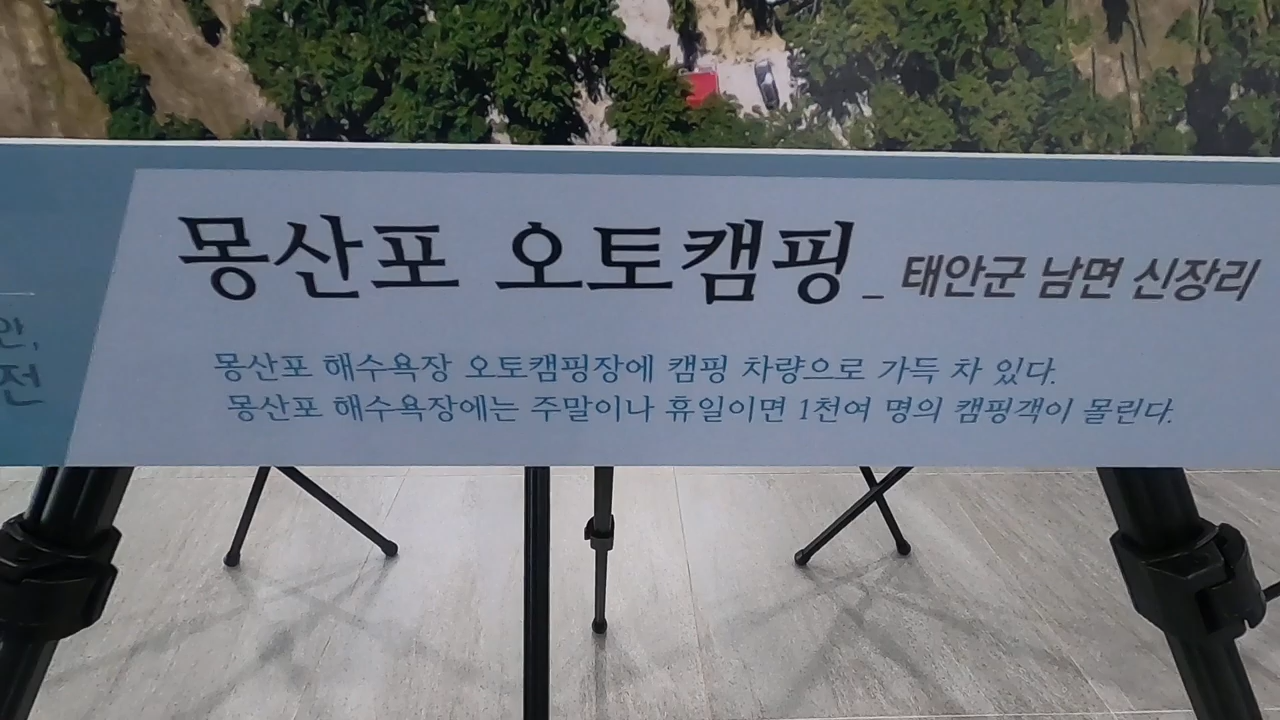 몽산포 오토캠핑_ 태안군 남면 신장리
몽산포 해수욕장 오토캠핑장에 캠핑 차량으로 가득 차 있다.
몽산포 해수욕장에는 주말이나 휴일이면 1천여 명의 캠핑객이 몰린다.
안,
전